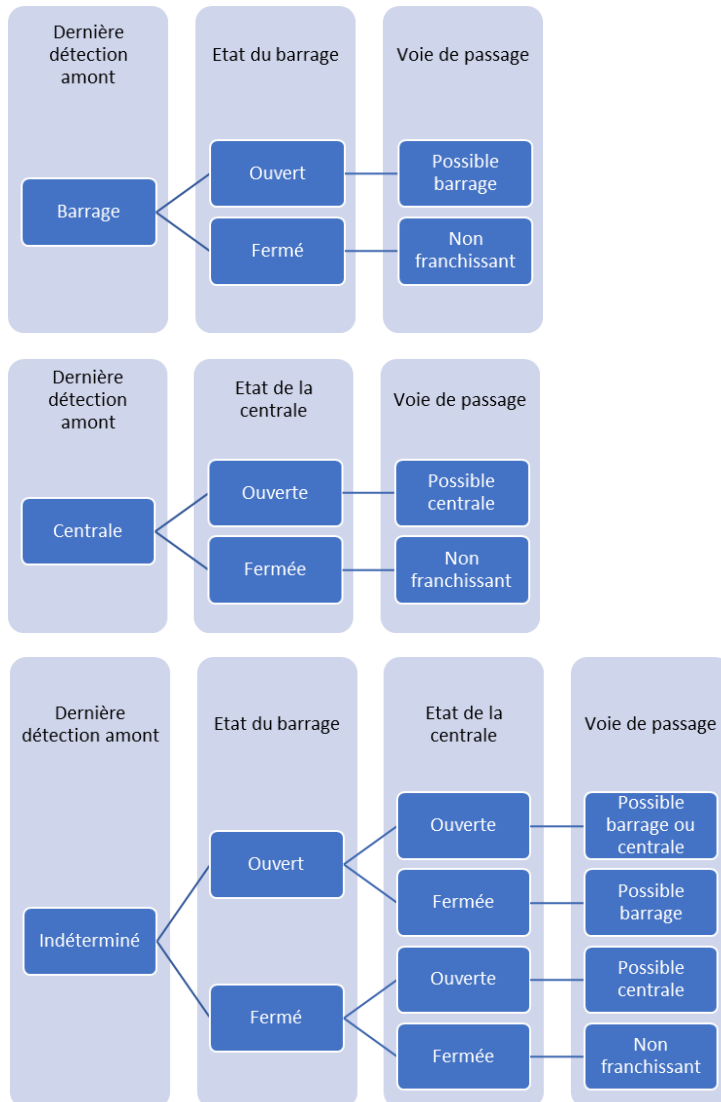 Dernière
détection
amont
Etat du barrage
Voie de passage
Barrage
Ouvert
Possible
barrage
Fermé
Non
franchissant
Dernière
détection
amont
Etat de la
centrale
Voie de passage
Centrale
Ouverte
Possible
centrale
Fermée
Non
franchissant
Dernière
détection amont
Etat du barrage
Etat de la
centrale
Voie de passage
Indéterminé
Ouvert
Ouverte
Possible
barrage ou
centrale
Fermée
Possible
barrage
Fermé
Ouverte
Possible
centrale
Fermée
Non
franchissant